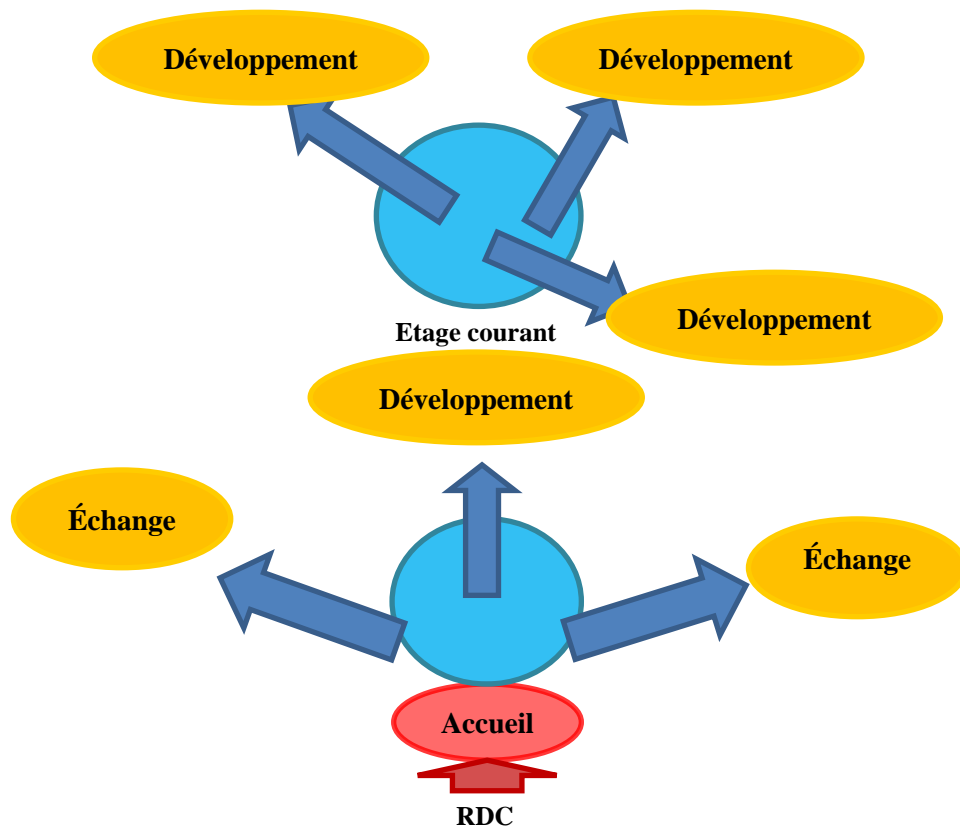 Développement
Développement
Développement
Etage courant
Développement
Échange
Échange
Accueil
RDC